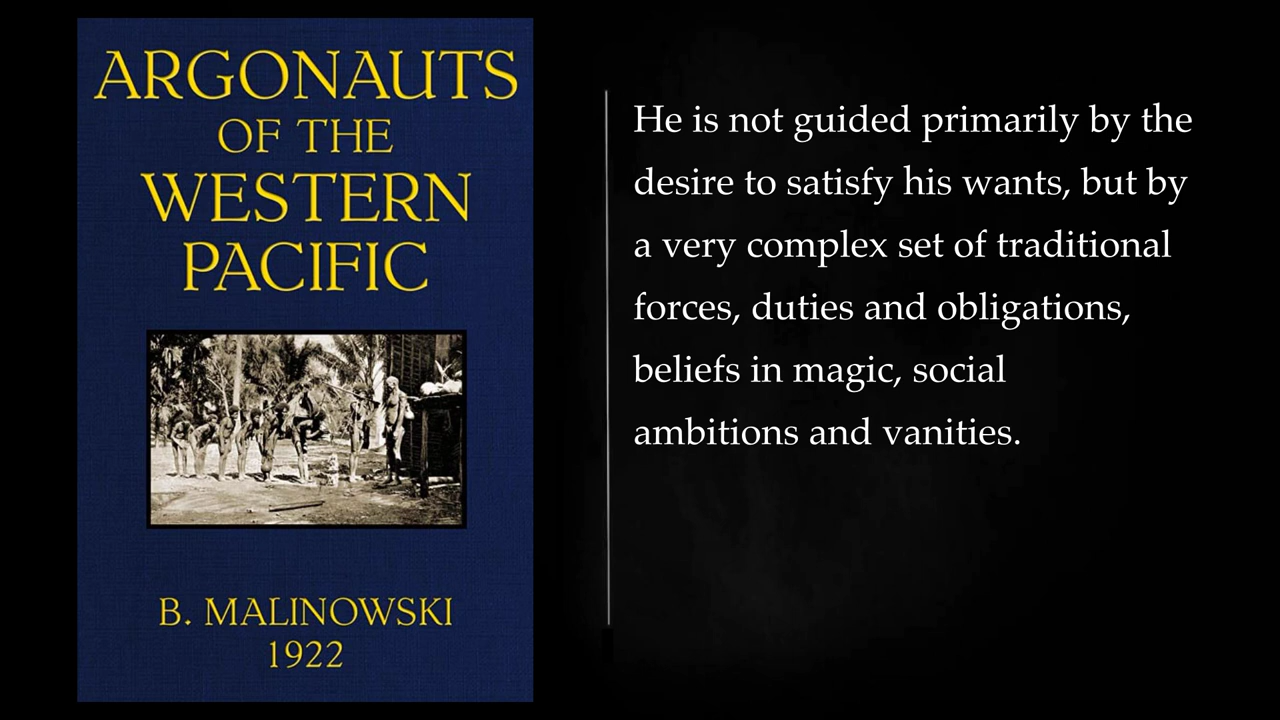 ARGONAUTS
OF THE
WESTERN
PACIFIC
B. MALINOWSKI
1922
He is not guided primarily by the
desire to satisfy his wants, but by
a very complex set of traditional
forces, duties and obligations,
beliefs in magic, social
ambitions and vanities.